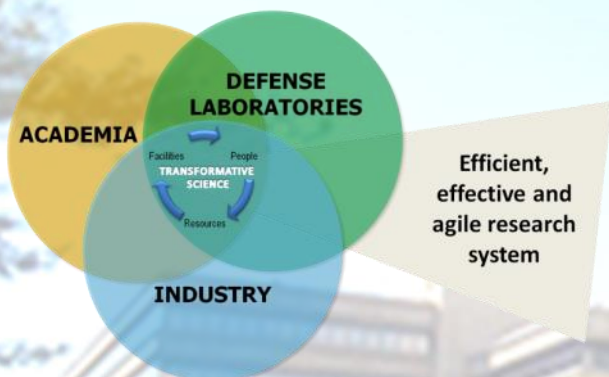 DEFENSE
LABORATORIES
ACADEMIA
Facilities
People
TRANSFORMATIVE
SCIENCE
Resources
INDUSTRY
Efficient,
effective and
agile research
system